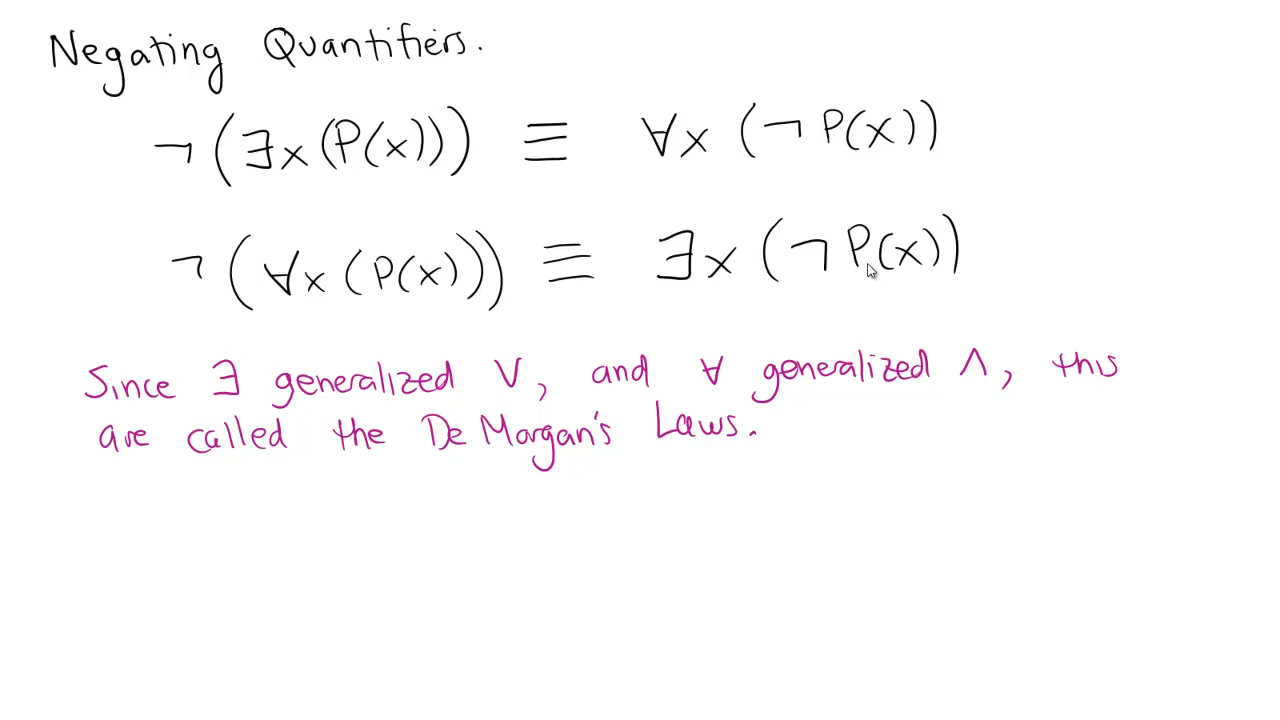 Negating Quantifiers.
¬(∃x(P(x))) ≡ ∀x(¬P(x))
¬(∀x(P(x))) ≡ ∃x(¬P(x))
Since ∃ generalized ∨, and ∀ generalized ∧, this
are called the De Morgan's Laws.